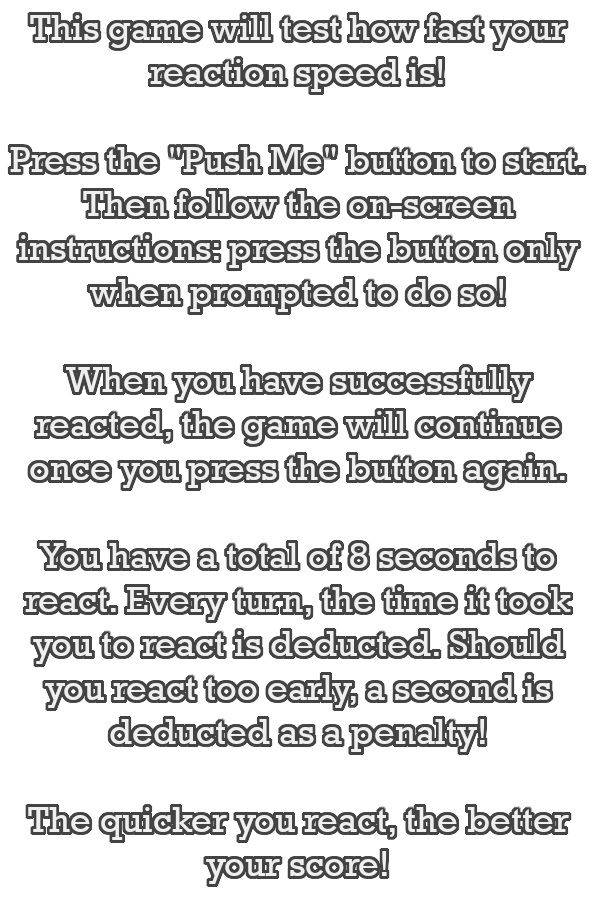 This game will test how fast your
reaction speed is!
Press the "Push Me" button to start.
Then follow the on-screen
instructions: press the button only
when prompted to do so!
When you have successfully
reacted, the game will continue
once you press the button again.
You have a total of 8 seconds to
react. Every turn, the time it took
you to react is deducted. Should
you react too early, a second is
deducted as a penalty!
The quicker you react, the better
your score!